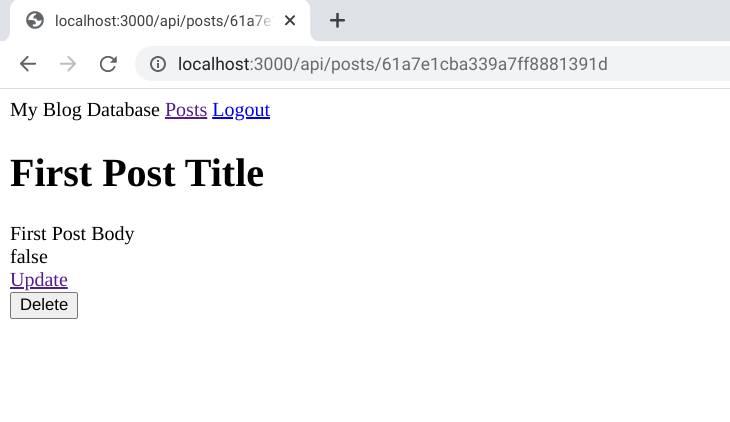 localhost:3000/api/posts/61a7e
localhost:3000/api/posts/61a7e1cba339a7ff8881391d
My Blog Database Posts Logout
First Post Title
First Post Body
false
Update
Delete